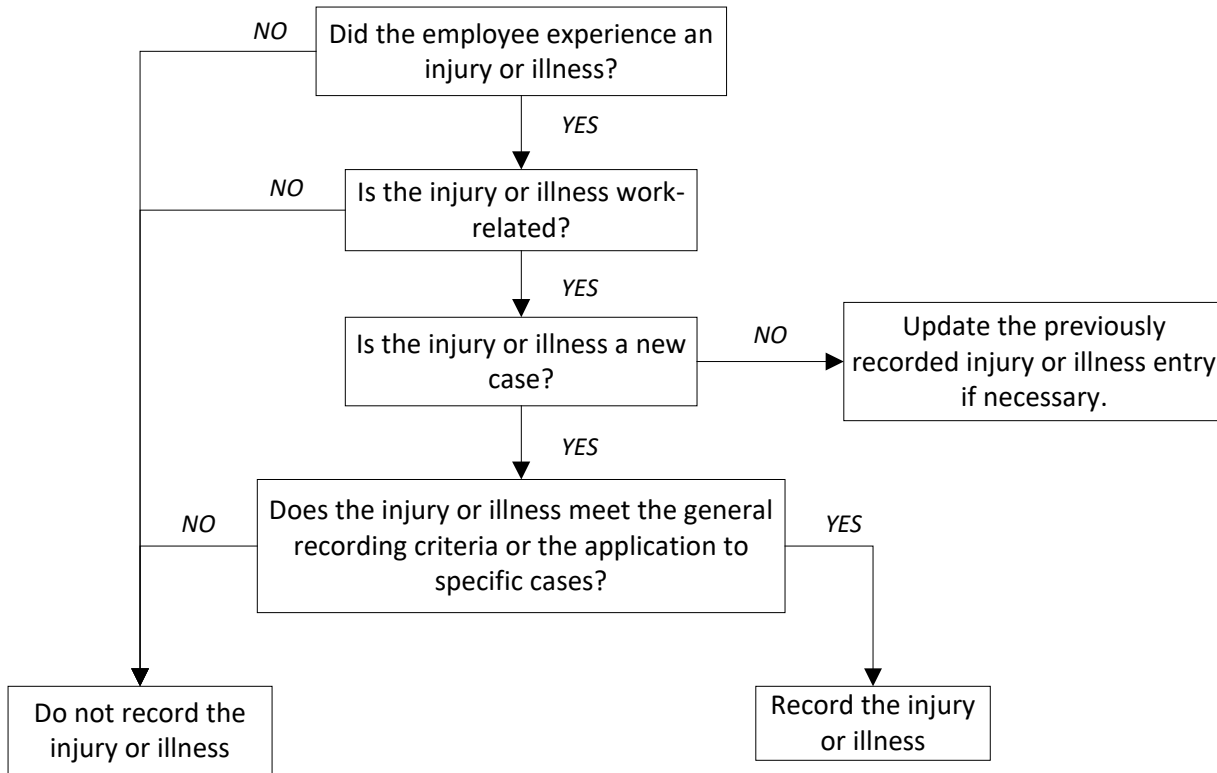 NO
Did the employee experience an
injury or illness?
YES
NO
Is the injury or illness work-
related?
YES
Is the injury or illness a new
case?
NO
Update the previously
recorded injury or illness entry
if necessary.
YES
NO
Does the injury or illness meet the general
recording criteria or the application to
specific cases?
YES
Do not record the
injury or illness
Record the injury
or illness